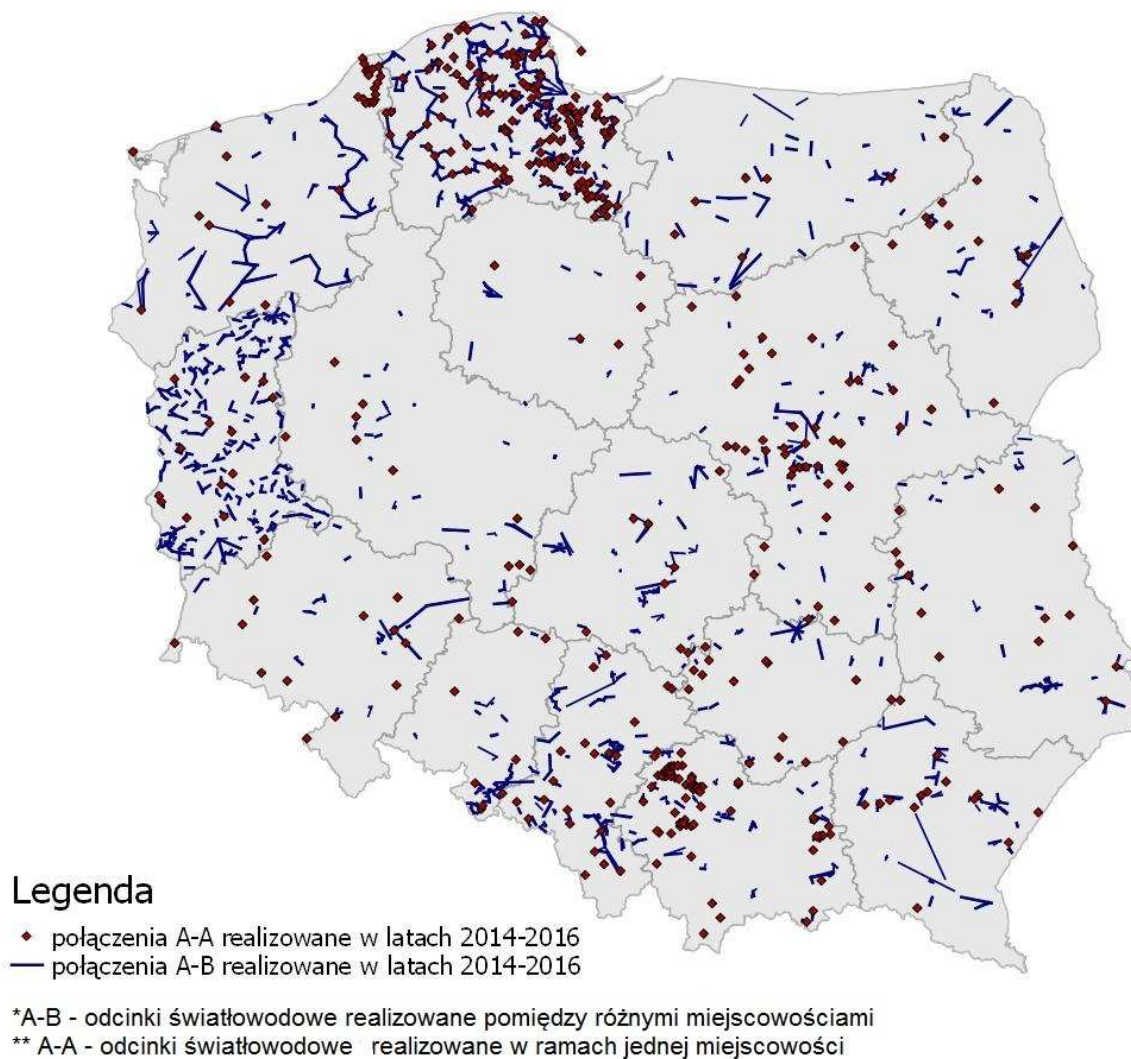 Legenda
połączenia A-A realizowane w latach 2014-2016
połączenia A-B realizowane w latach 2014-2016
*A-B - odcinki światłowodowe realizowane pomiędzy różnymi miejscowościami
** A-A - odcinki światłowodowe realizowane w ramach jednej miejscowości